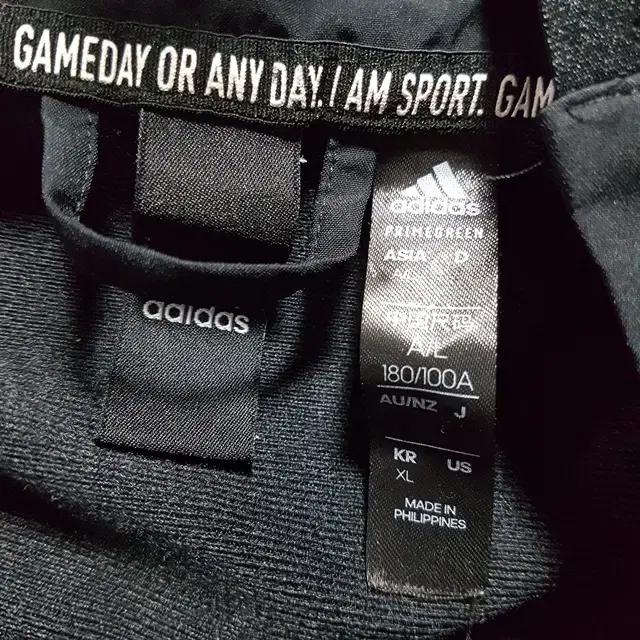 GAMEDAY OR ANY DAY. I AM SPORT. GAM
adidas
adidas
PRIMEGREEN
ASIA D
A/L
180/100A
AU/NZ J
KR US
XL
MADE IN
PHILIPPINES